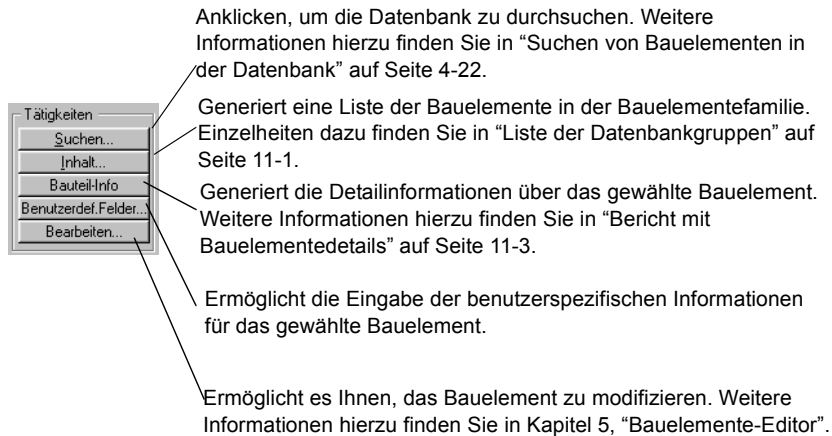 Anklicken, um die Datenbank zu durchsuchen. Weitere
Informationen hierzu finden Sie in “Suchen von Bauelementen in
der Datenbank” auf Seite 4-22.
Tätigkeiten
Suchen...
Inhalt...
Bauteil-Info
Benutzerdef.Felder...
Bearbeiten...
Generiert eine Liste der Bauelemente in der Bauelementefamilie.
Einzelheiten dazu finden Sie in “Liste der Datenbankgruppen” auf
Seite 11-1.
Generiert die Detailinformationen über das gewählte Bauelement.
Weitere Informationen hierzu finden Sie in “Bericht mit
Bauelementedetails” auf Seite 11-3.
Ermöglicht die Eingabe der benutzerspezifischen Informationen
für das gewählte Bauelement.
Ermöglicht es Ihnen, das Bauelement zu modifizieren. Weitere
Informationen hierzu finden Sie in Kapitel 5, “Bauelemente-Editor”.